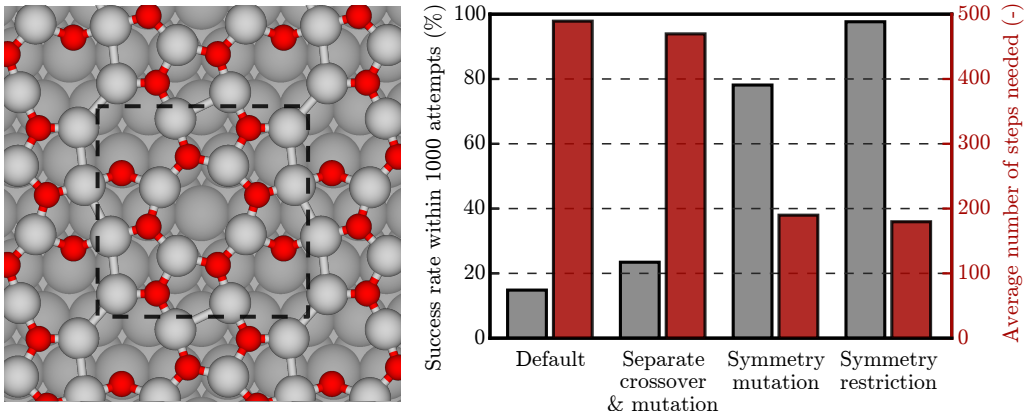 Success rate within 1000 attempts (%)
100
80
60
40
20
0
500
400
300
200
100
0
Average number of steps needed (-)
Default
Separate
crossover
& mutation
Symmetry
mutation
Symmetry
restriction